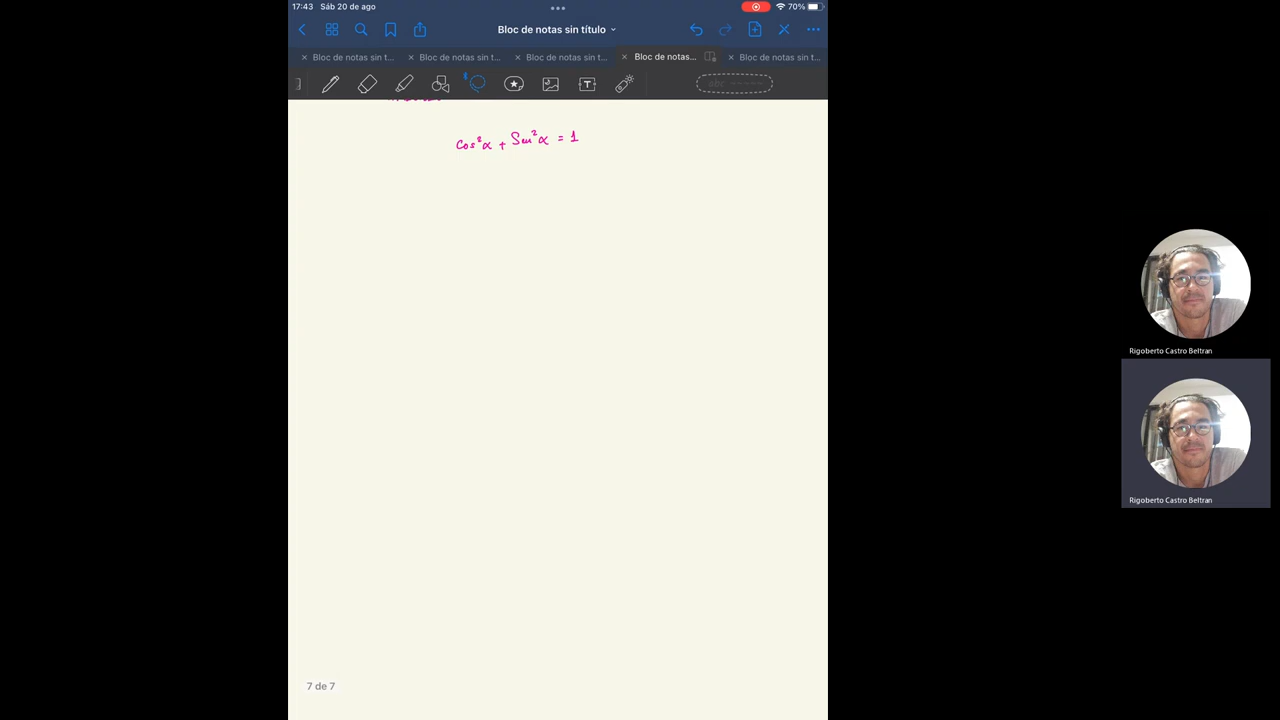 17:43 Sáb 20 de ago 70%
Bloc de notas sin título
Bloc de notas sin t... Bloc de notas sin t... Bloc de notas sin t... Bloc de notas... Bloc de notas sin t...
abc
Cos²α + Sen²α = 1
Rigoberto Castro Beltran
Rigoberto Castro Beltran
7 de 7